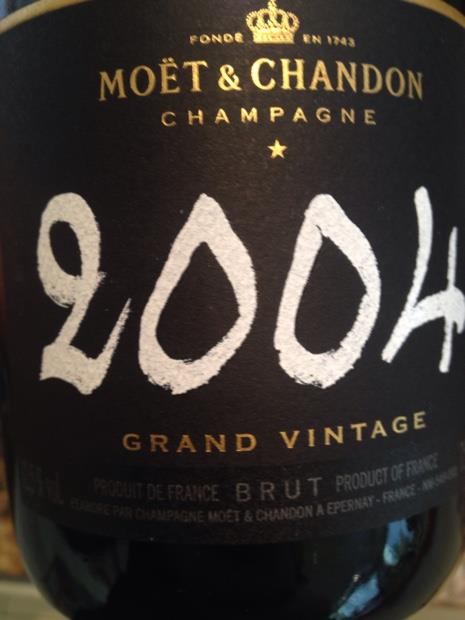 FONDÉ EN 1743
MOËT & CHANDON
CHAMPAGNE
2004
GRAND VINTAGE
PRODUIT DE FRANCE BRUT PRODUCT OF FRANCE
ÉLABORÉ PAR CHAMPAGNE MOËT & CHANDON A EPERNAY - FRANCE -